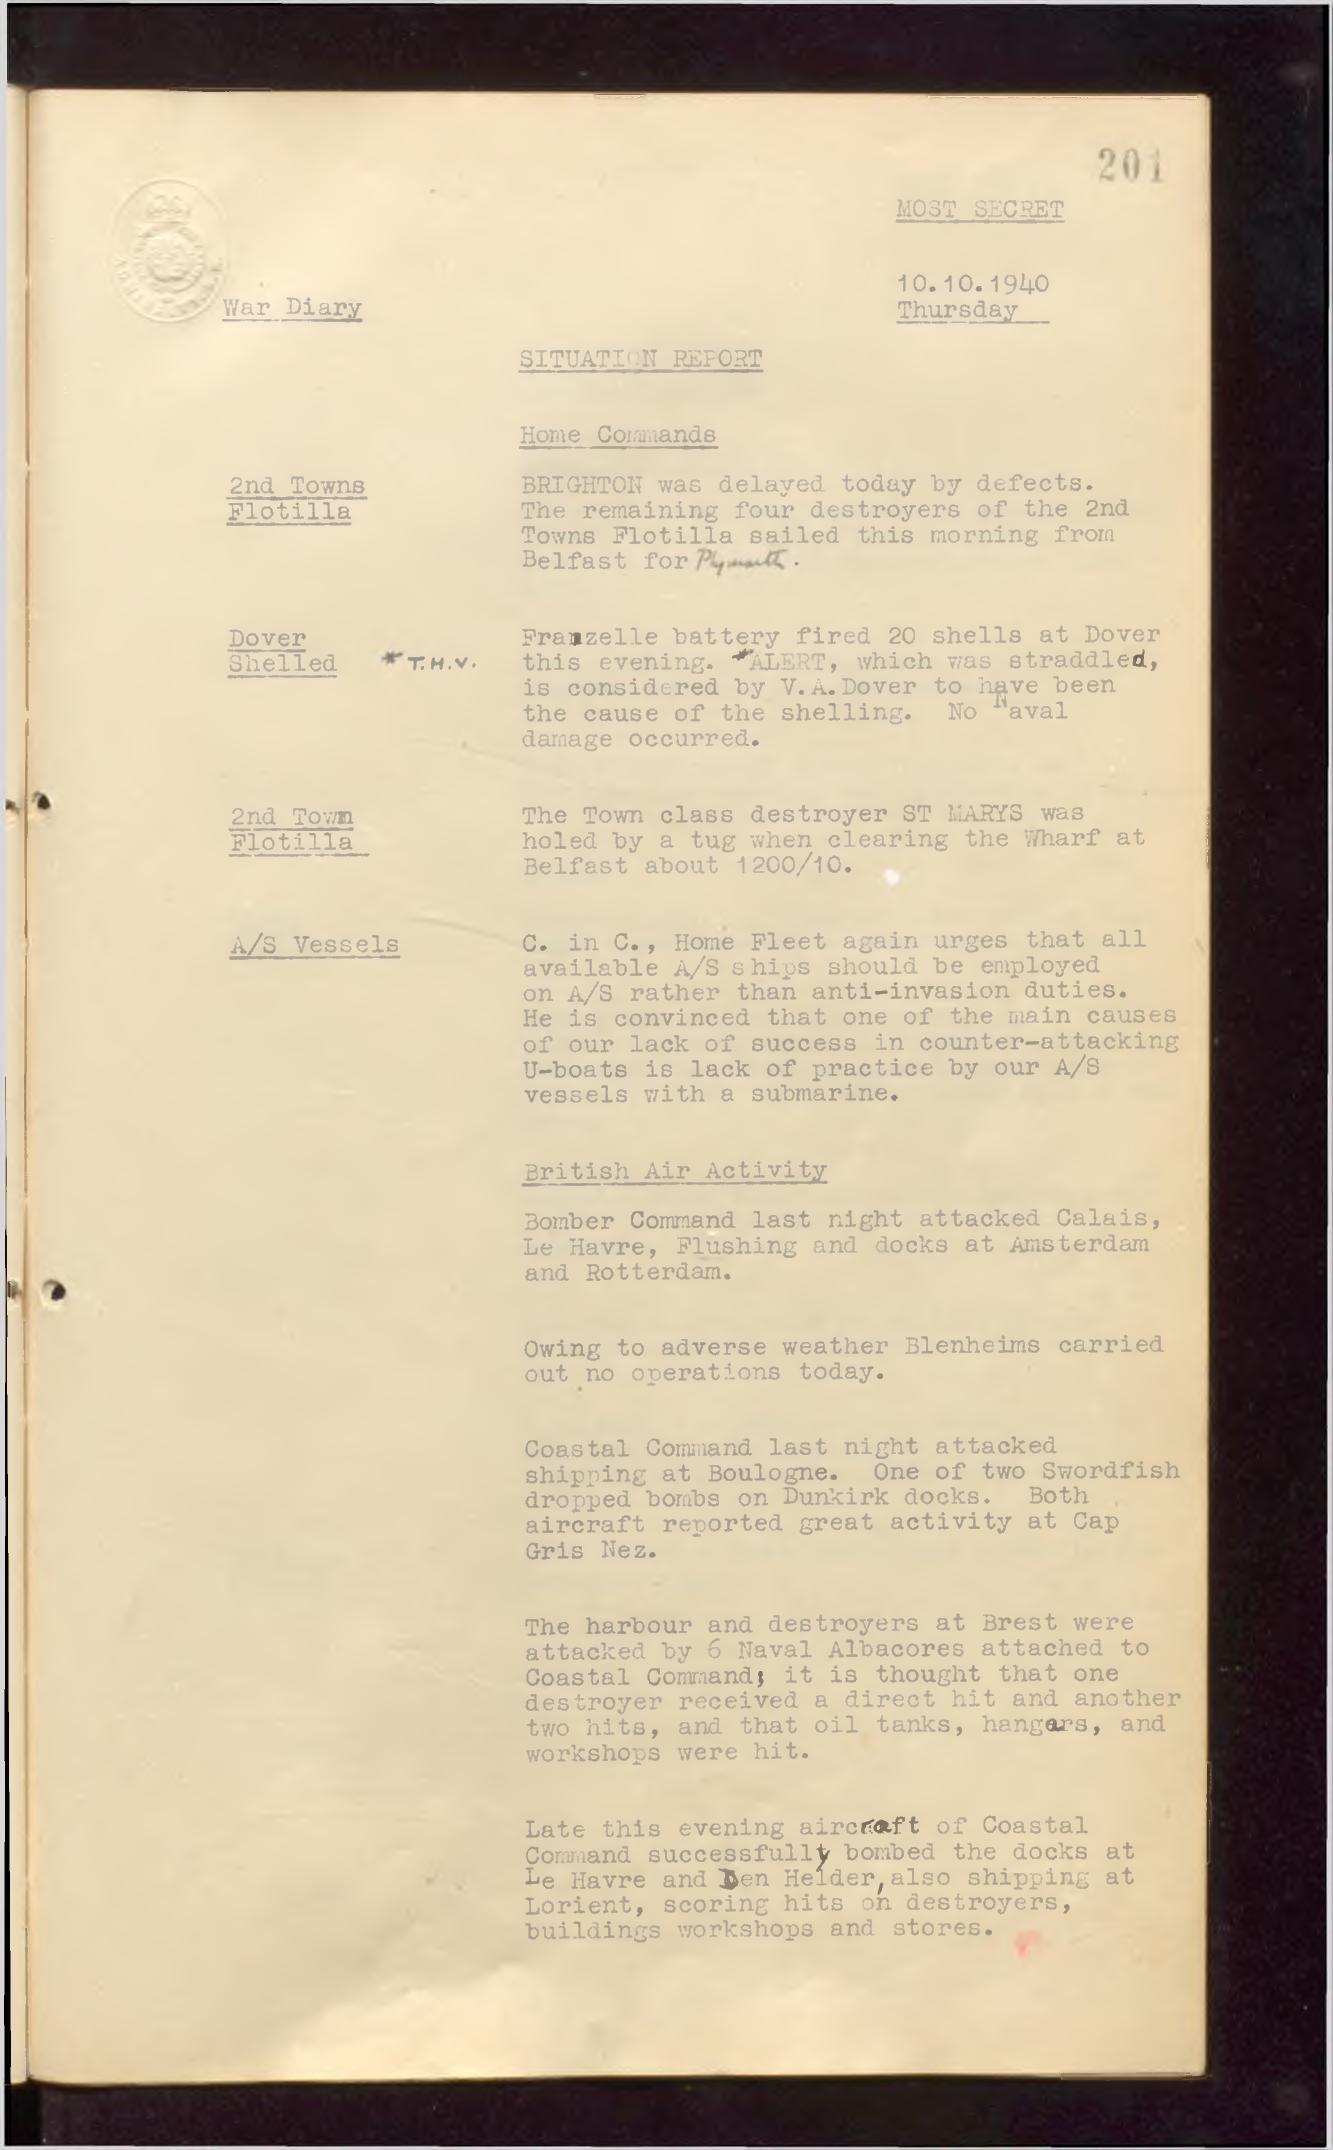 201
MOST SECRET
10.10.1940
Thursday
War Diary
SITUATION REPORT
Home Commands
2nd Towns
Flotilla
BRIGHTON was delayed today by defects.
The remaining four destroyers of the 2nd
Towns Flotilla sailed this morning from
Belfast for Plymouth.
Dover
Shelled
* T.H.V.
Franzelle battery fired 20 shells at Dover
this evening. *ALERT, which was straddled,
is considered by V.A.Dover to have been
the cause of the shelling. No Naval
damage occurred.
2nd Town
Flotilla
The Town class destroyer ST MARYS was
holed by a tug when clearing the Wharf at
Belfast about 1200/10.
A/S Vessels
C. in C., Home Fleet again urges that all
available A/S ships should be employed
on A/S rather than anti-invasion duties.
He is convinced that one of the main causes
of our lack of success in counter-attacking
U-boats is lack of practice by our A/S
vessels with a submarine.
British Air Activity
Bomber Command last night attacked Calais,
Le Havre, Flushing and docks at Amsterdam
and Rotterdam.
Owing to adverse weather Blenheims carried
out no operations today.
Coastal Command last night attacked
shipping at Boulogne. One of two Swordfish
dropped bombs on Dunkirk docks. Both
aircraft reported great activity at Cap
Gris Nez.
The harbour and destroyers at Brest were
attacked by 6 Naval Albacores attached to
Coastal Command; it is thought that one
destroyer received a direct hit and another
two hits, and that oil tanks, hangars, and
workshops were hit.
Late this evening aircraft of Coastal
Command successfully bombed the docks at
Le Havre and Den Helder, also shipping at
Lorient, scoring hits on destroyers,
buildings workshops and stores.